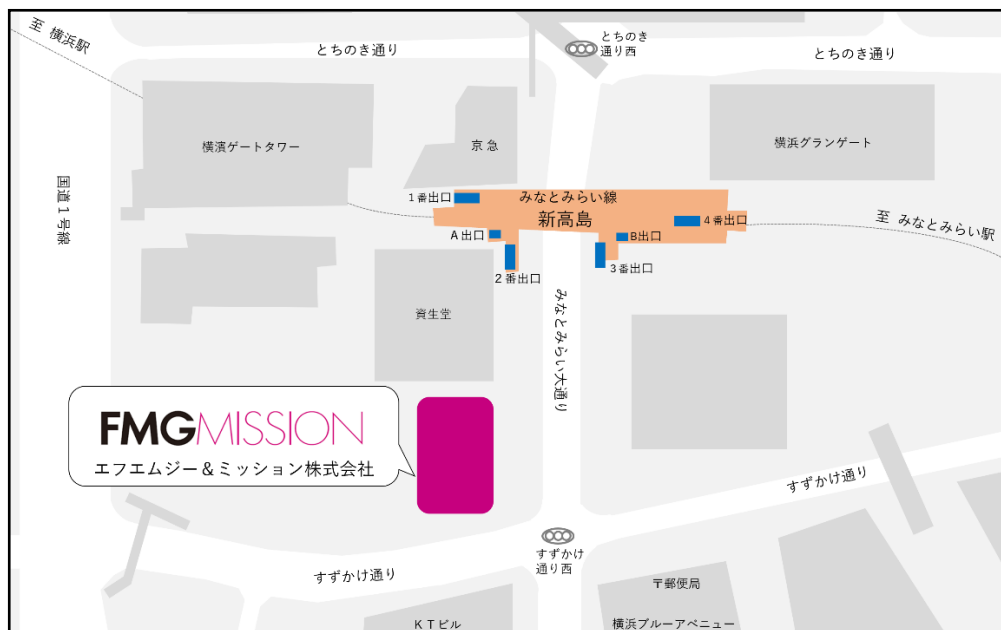 至 横浜駅
とちのき通り
とちのき
通り西
とちのき通り
横濱ゲートタワー
京急
横浜グランゲート
国道1号線
1番出口
みなとみらい線
新高島
4番出口
A出口
B出口
至 みなとみらい駅
2番出口
3番出口
資生堂
みなとみらい大通り
FMGMISSION
エフエムジー&ミッション株式会社
すずかけ通り
すずかけ
通り西
すずかけ通り
〒郵便局
KTビル
横浜ブルーアベニュー